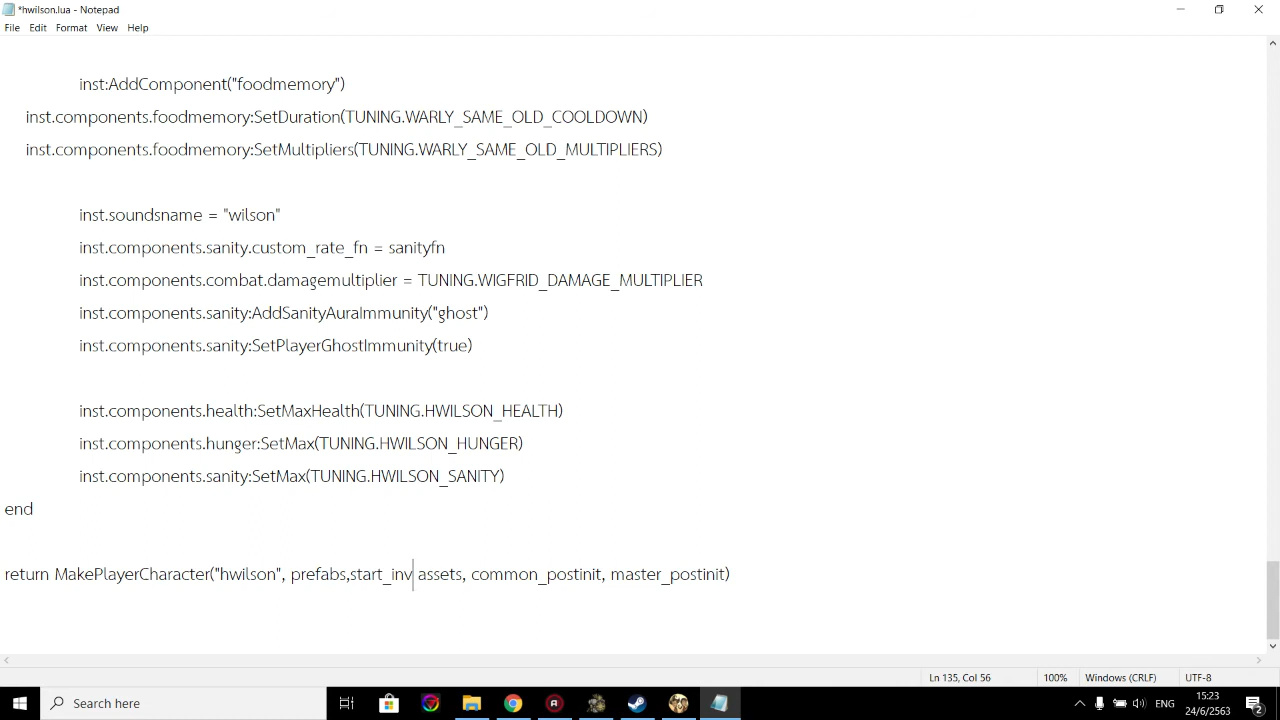 *hwilson.lua - Notepad
File Edit Format View Help
inst:AddComponent("foodmemory")
inst.components.foodmemory:SetDuration(TUNING.WARLY_SAME_OLD_COOLDOWN)
inst.components.foodmemory:SetMultipliers(TUNING.WARLY_SAME_OLD_MULTIPLIERS)
inst.soundsname = "wilson"
inst.components.sanity.custom_rate_fn = sanityfn
inst.components.combat.damagemultiplier = TUNING.WIGFRID_DAMAGE_MULTIPLIER
inst.components.sanity:AddSanityAuraImmunity("ghost")
inst.components.sanity:SetPlayerGhostImmunity(true)
inst.components.health:SetMaxHealth(TUNING.HWILSON_HEALTH)
inst.components.hunger:SetMax(TUNING.HWILSON_HUNGER)
inst.components.sanity:SetMax(TUNING.HWILSON_SANITY)
end
return MakePlayerCharacter("hwilson", prefabs,start_inv assets, common_postinit, master_postinit)
Ln 135, Col 56 100% Windows (CRLF) UTF-8
Search here ENG 15:23
24/6/2563 2